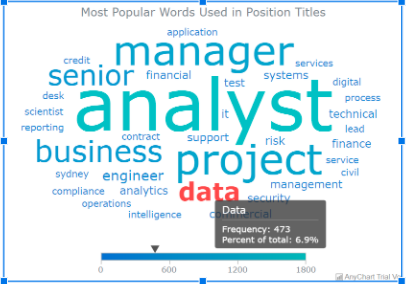 Most Popular Words Used in Position Titles
application
manager
services
credit
senior
financial
test
systems
digital
desk
analyst
process
scientist
it
technical
reporting
contract
support
risk
lead
business
project
finance
service
sydney
engineer
civil
compliance
analytics
data
management
operations
security
intelligence
commercial
Data
Frequency: 473
Percent of total: 6.9%
0 600 1200 1800
AnyChart Trial Ve